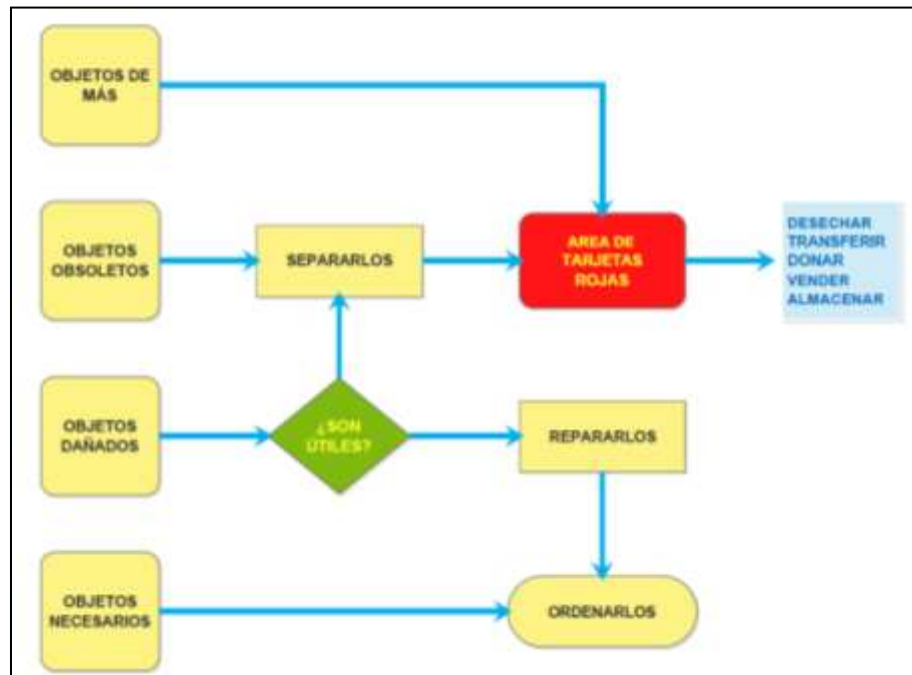 OBJETOS DE
MÁS
OBJETOS
OBSOLETOS
SEPARARLOS
AREA DE
TARJETAS
ROJAS
DESECHAR
TRANSFERIR
DONAR
VENDER
ALMACENAR
OBJETOS
DAÑADOS
¿SON
ÚTILES?
REPARARLOS
OBJETOS
NECESARIOS
ORDENARLOS